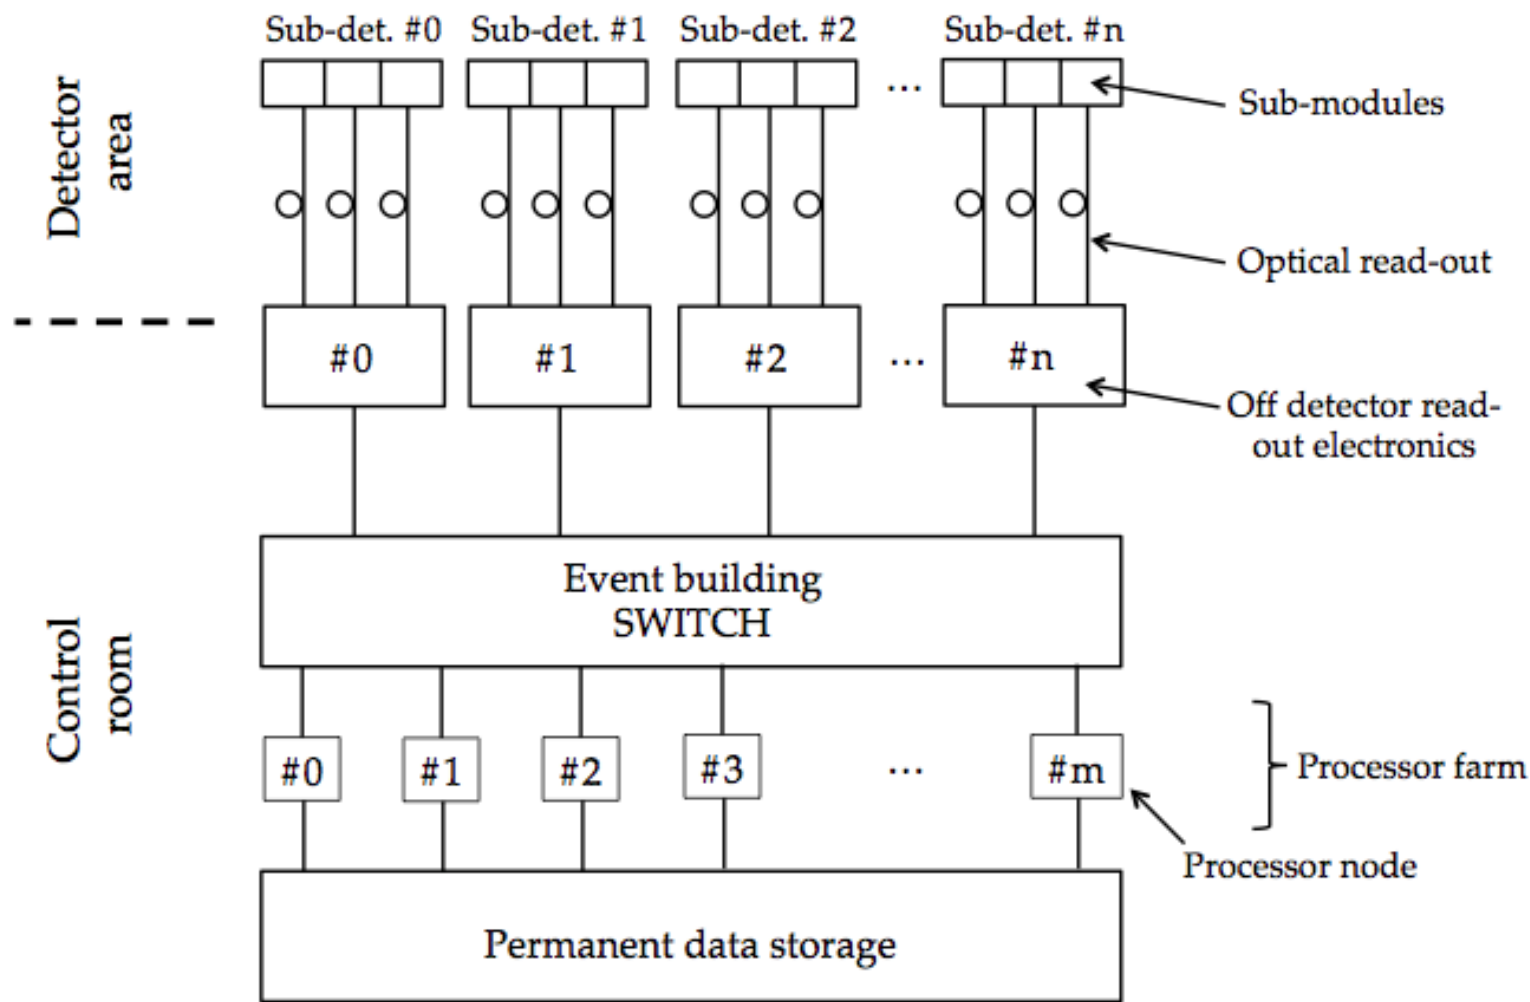 Sub-det. #0 Sub-det. #1 Sub-det. #2 Sub-det. #n
...
Sub-modules
Detector
area
Optical read-out
#0 #1 #2 ... #n
Off detector read-
out electronics
Event building
SWITCH
Control
room
#0 #1 #2 #3 ... #m
Processor farm
Processor node
Permanent data storage